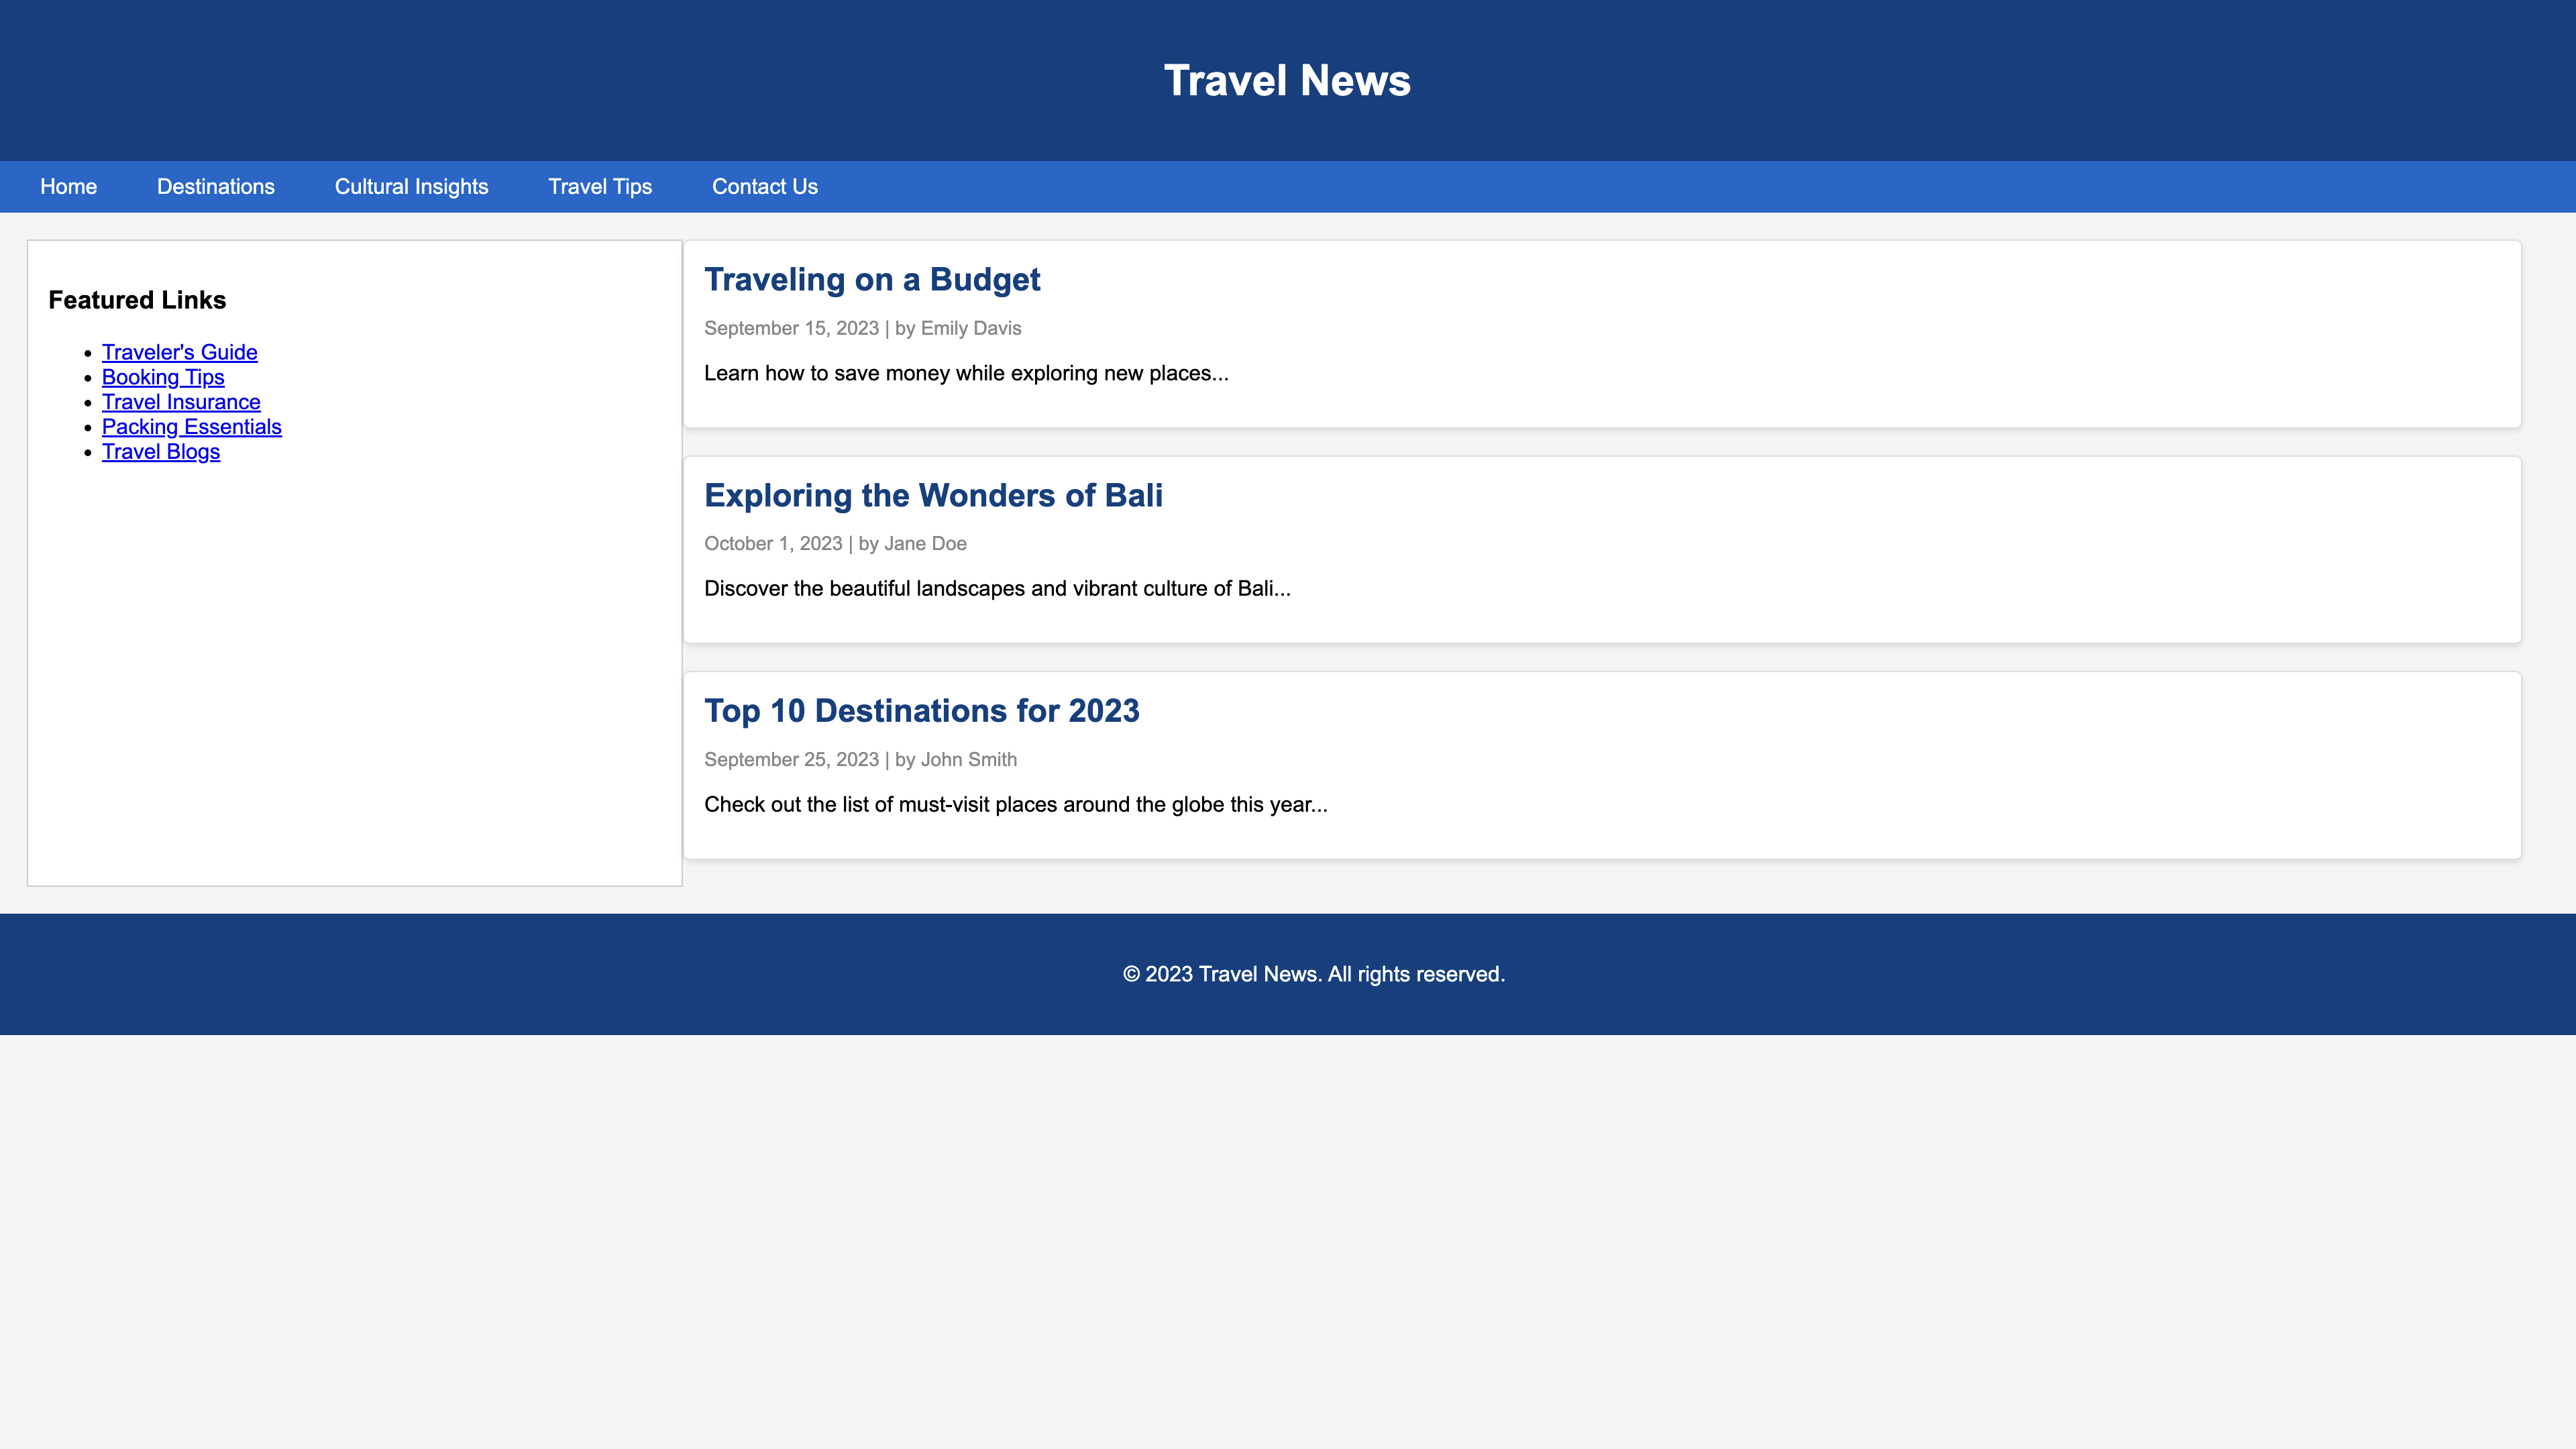 Travel News
Home
Destinations
Cultural Insights
Travel Tips
Contact Us
Featured Links
Traveler's Guide
Booking Tips
Travel Insurance
Packing Essentials
Travel Blogs
Traveling on a Budget
September 15, 2023 | by Emily Davis
Learn how to save money while exploring new places...
Exploring the Wonders of Bali
October 1, 2023 | by Jane Doe
Discover the beautiful landscapes and vibrant culture of Bali...
Top 10 Destinations for 2023
September 25, 2023 | by John Smith
Check out the list of must-visit places around the globe this year...
© 2023 Travel News. All rights reserved.